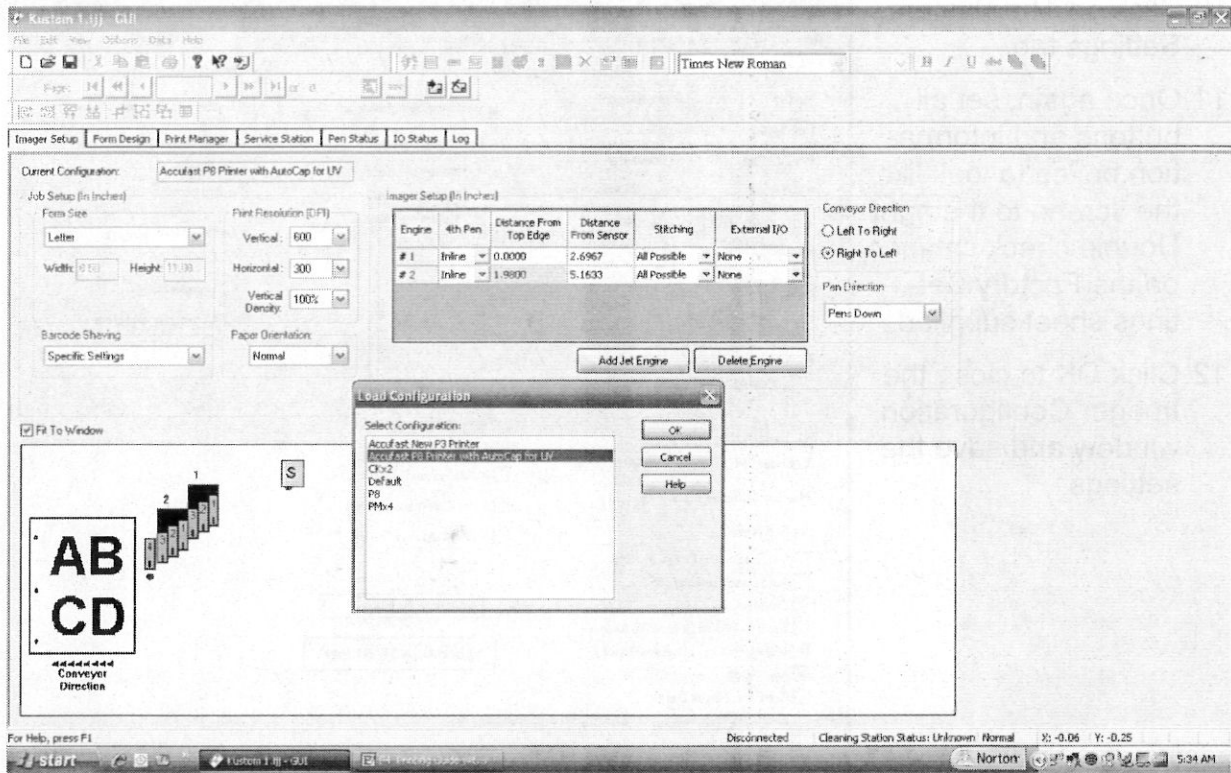 Kustom 1.ijj - GUI
File Edit View Options Data Help
Times New Roman
B I U abc
Page:
Imager Setup Form Design Print Manager Service Station Pen Status IO Status Log
Current Configuration: Accufast P8 Printer with AutoCap for UV
Job Setup (In Inches)
Form Size
Letter
Width: 8.50 Height: 11.00
Print Resolution (DPI)
Vertical: 600
Horizontal: 300
Vertical Density: 100%
Barcode Shaving
Specific Settings
Paper Orientation:
Normal
Imager Setup (In Inches)
Engine 4th Pen Distance From Top Edge Distance From Sensor Stitching External I/O
# 1 Inline 0.0000 2.6967 All Possible None
# 2 Inline 1.9800 5.1633 All Possible None
Add Jet Engine Delete Engine
Conveyor Direction
Left To Right
Right To Left
Pen Direction
Pens Down
Fit To Window
Load Configuration
Select Configuration:
Accufast New P3 Printer
Accufast P8 Printer with AutoCap for UV
CKx2
Default
P8
PMx4
OK
Cancel
Help
S
1
2
AB
CD
Conveyor
Direction
For Help, press F1
Disconnected Cleaning Station Status: Unknown Normal X: -0.06 Y: -0.25
start Kustom 1.ijj - GUI Norton 5:34 AM